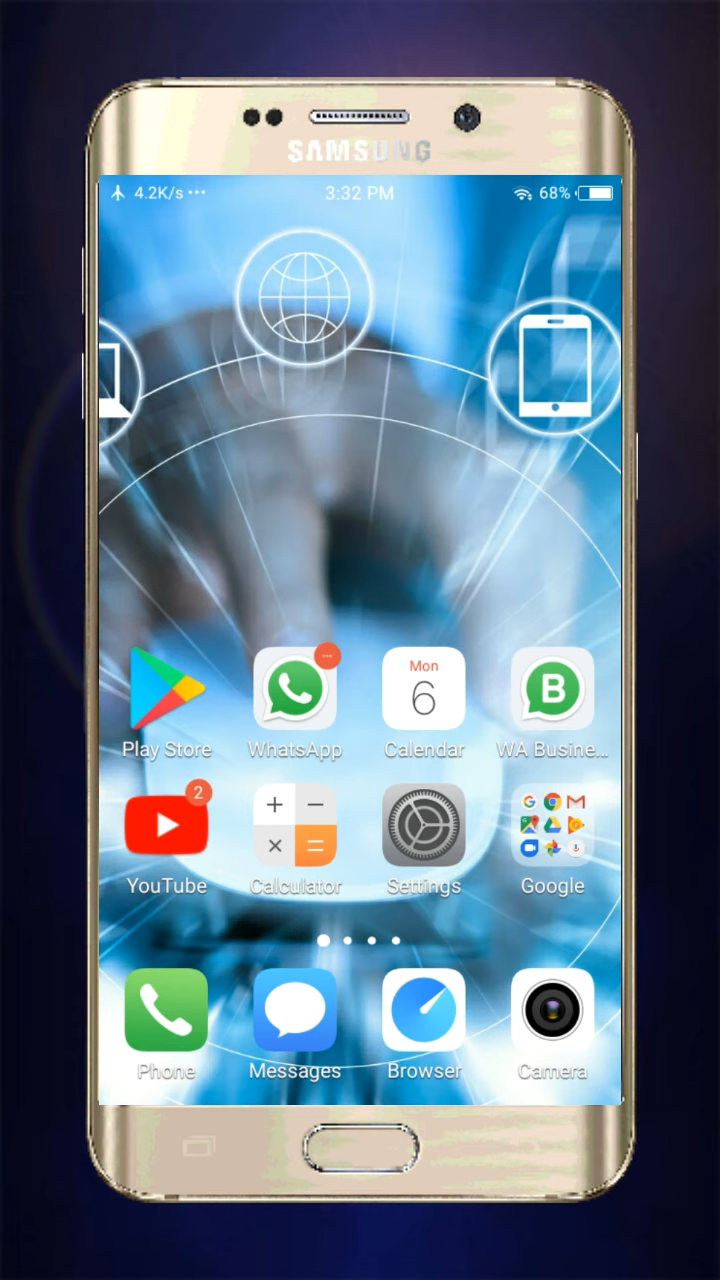 SAMSUNG
4.2K/s ... 3:32 PM 68%
Mon
6
B
Play Store WhatsApp Calendar WA Busine...
2
YouTube Calculator Settings Google
Phone Messages Browser Camera